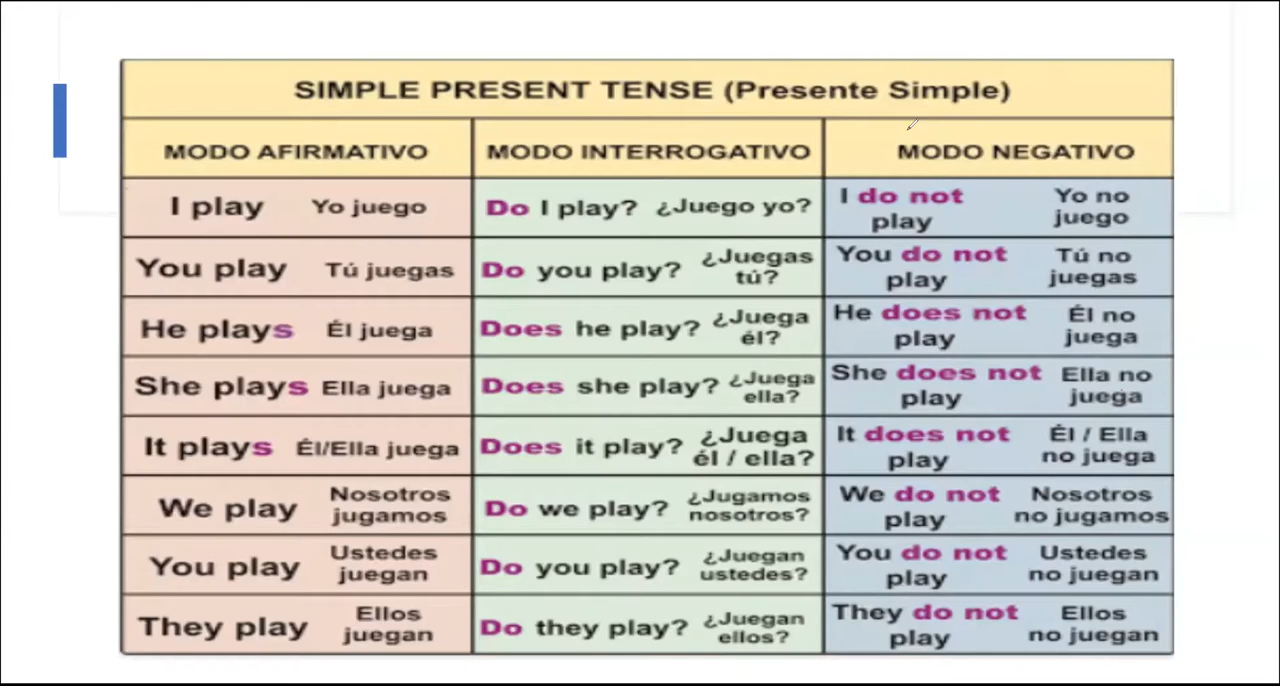 SIMPLE PRESENT TENSE (Presente Simple)
MODO AFIRMATIVO
MODO INTERROGATIVO
MODO NEGATIVO
I play
Yo juego
Do I play?
¿Juego yo?
I do not
play
Yo no
juego
You play
Tú juegas
Do you play?
¿Juegas
tú?
You do not
play
Tú no
juegas
He plays
Él juega
Does he play?
¿Juega
él?
He does not
play
Él no
juega
She plays
Ella juega
Does she play?
¿Juega
ella?
She does not
play
Ella no
juega
It plays
Él/Ella juega
Does it play?
¿Juega
él / ella?
It does not
play
Él / Ella
no juega
We play
Nosotros
jugamos
Do we play?
¿Jugamos
nosotros?
We do not
play
Nosotros
no jugamos
You play
Ustedes
juegan
Do you play?
¿Juegan
ustedes?
You do not
play
Ustedes
no juegan
They play
Ellos
juegan
Do they play?
¿Juegan
ellos?
They do not
play
Ellos
no juegan